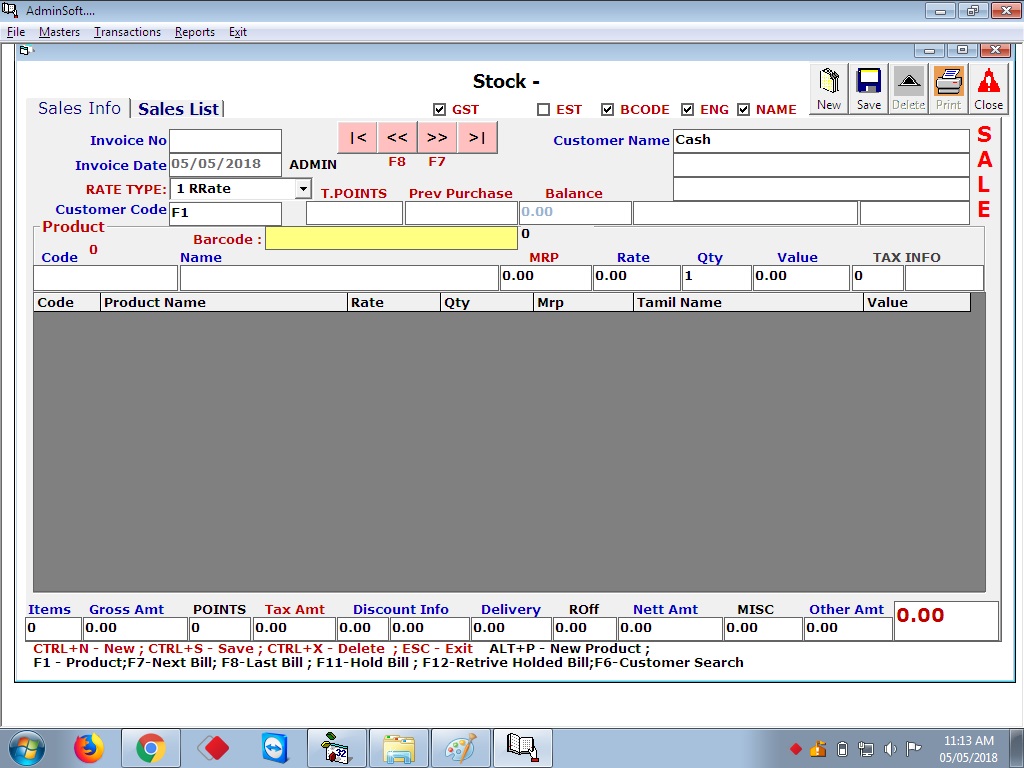 AdminSoft....
File Masters Transactions Reports Exit
Stock -
New Save Delete Print Close
Sales Info Sales List
GST EST BCODE ENG NAME
Invoice No |< << >> >| Customer Name Cash
F8 F7
Invoice Date 05/05/2018 ADMIN
RATE TYPE: 1 RRate T.POINTS Prev Purchase Balance
Customer Code F1 0.00
S
A
L
E
Product
0 Barcode : 0
Code Name MRP Rate Qty Value TAX INFO
0.00 0.00 1 0.00 0
Code Product Name Rate Qty Mrp Tamil Name Value
Items Gross Amt POINTS Tax Amt Discount Info Delivery ROff Nett Amt MISC Other Amt
0 0.00 0 0.00 0.00 0.00 0.00 0.00 0.00 0.00 0.00 0.00
CTRL+N - New ; CTRL+S - Save ; CTRL+X - Delete ; ESC - Exit ALT+P - New Product ;
F1 - Product;F7-Next Bill; F8-Last Bill ; F11-Hold Bill ; F12-Retrive Holded Bill;F6-Customer Search
32
11:13 AM
05/05/2018